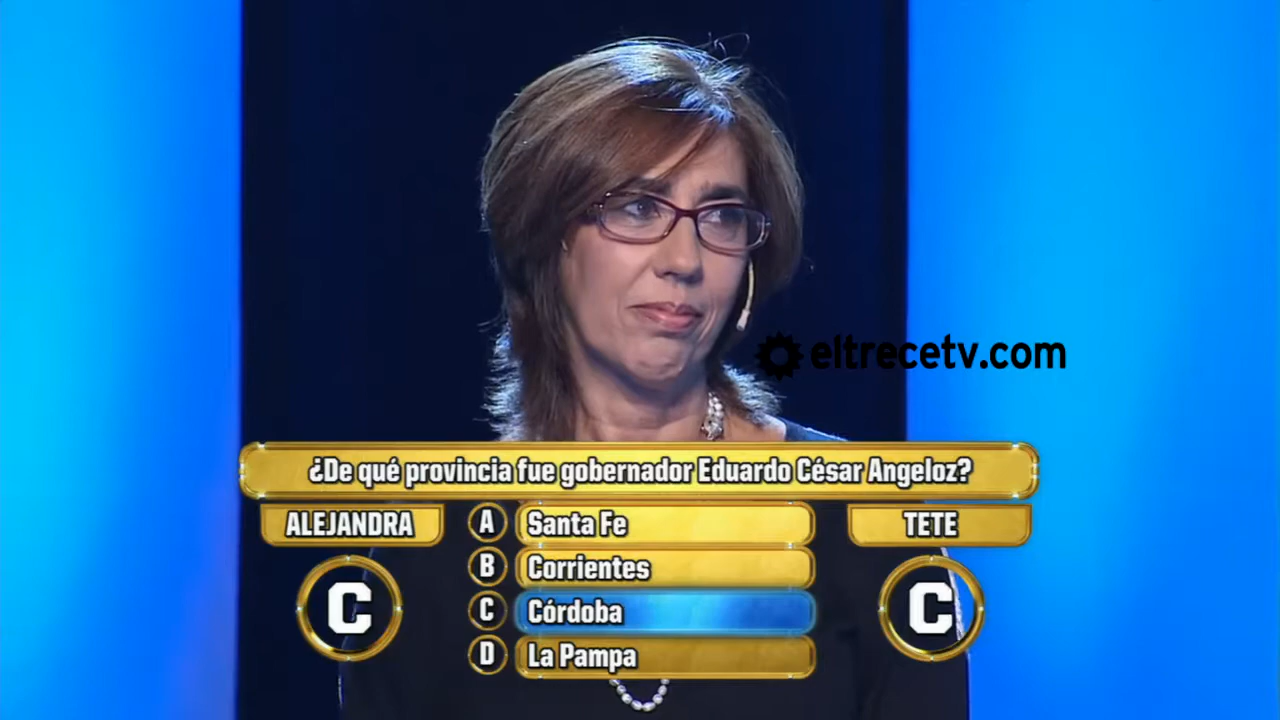 eltrecetv.com
¿De qué provincia fue gobernador Eduardo César Angeloz?
ALEJANDRA
A Santa Fe
TETE
B Corrientes
C
C Córdoba
C
D La Pampa